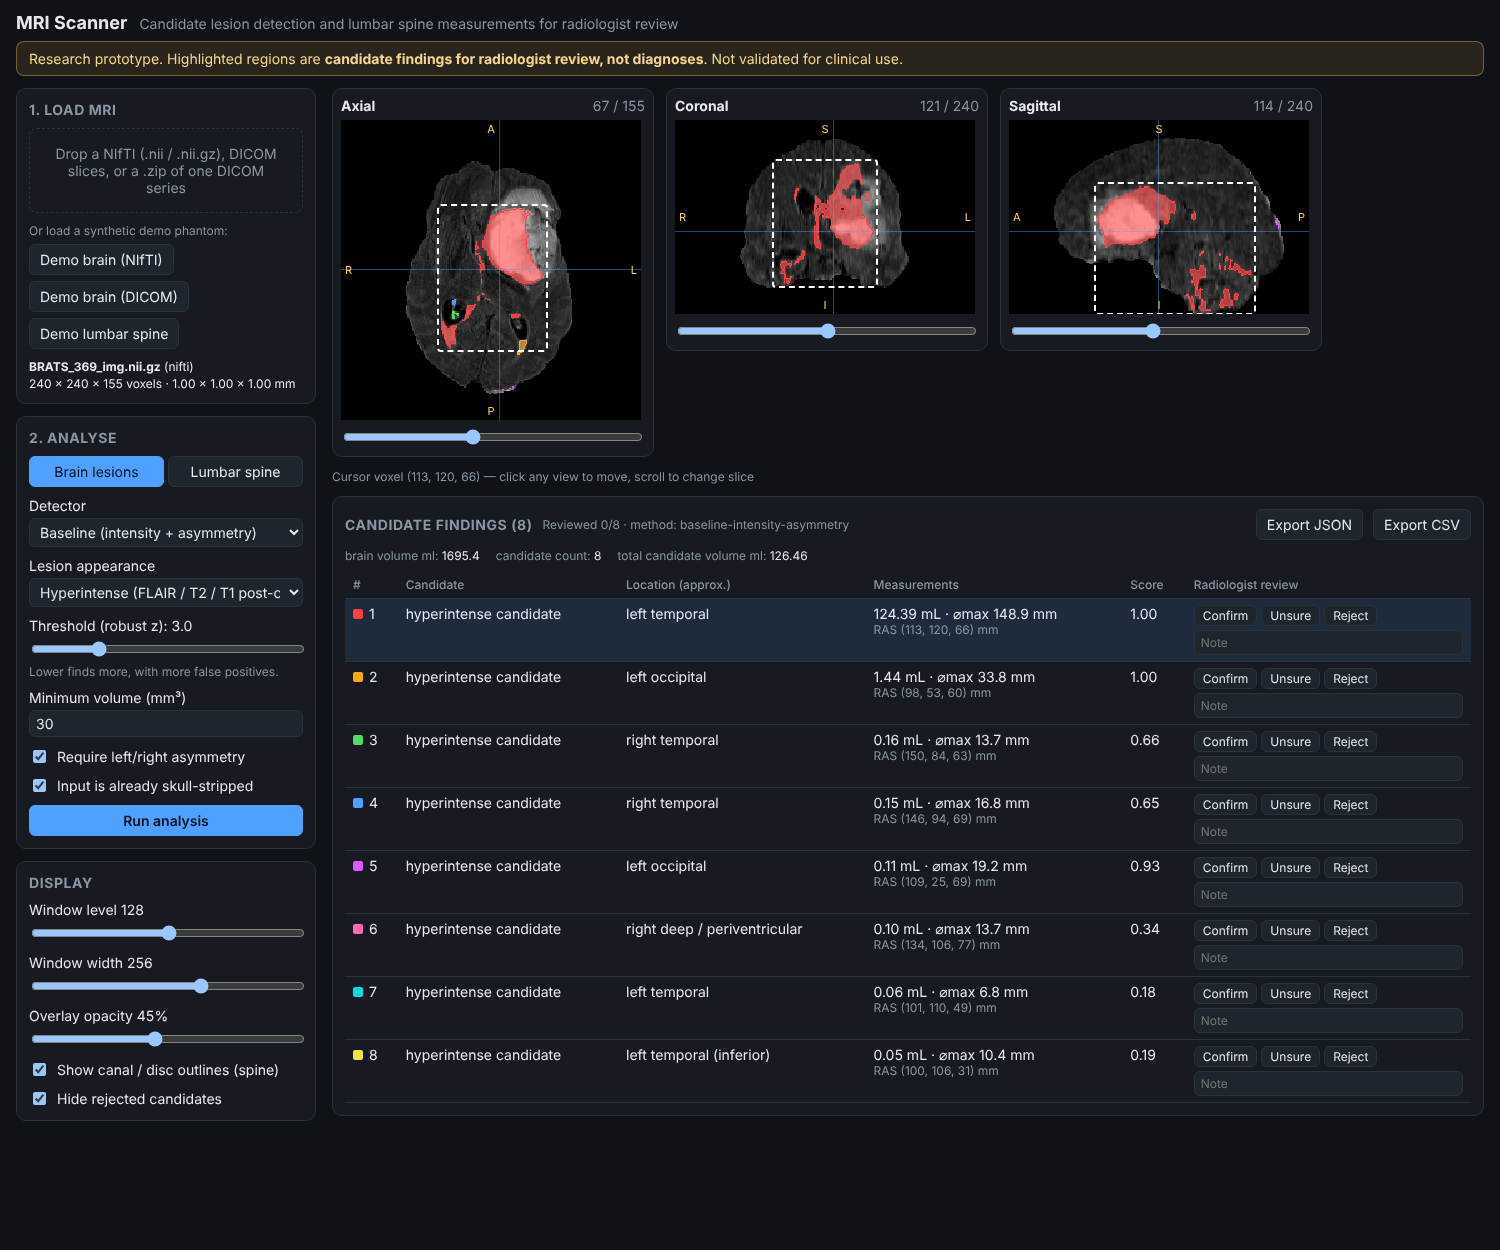 MRI Scanner Candidate lesion detection and lumbar spine measurements for radiologist review
Research prototype. Highlighted regions are candidate findings for radiologist review, not diagnoses. Not validated for clinical use.
1. LOAD MRI
Drop a NIfTI (.nii / .nii.gz), DICOM
slices, or a .zip of one DICOM
series
Or load a synthetic demo phantom:
Demo brain (NIfTI)
Demo brain (DICOM)
Demo lumbar spine
BRATS_369_img.nii.gz (nifti)
240 × 240 × 155 voxels · 1.00 × 1.00 × 1.00 mm
2. ANALYSE
Brain lesions Lumbar spine
Detector
Baseline (intensity + asymmetry)
Lesion appearance
Hyperintense (FLAIR / T2 / T1 post-c
Threshold (robust z): 3.0
Lower finds more, with more false positives.
Minimum volume (mm³)
30
Require left/right asymmetry
Input is already skull-stripped
Run analysis
DISPLAY
Window level 128
Window width 256
Overlay opacity 45%
Show canal / disc outlines (spine)
Hide rejected candidates
Axial 67 / 155
A
R L
P
Coronal 121 / 240
S
R L
I
Sagittal 114 / 240
S
A P
I
Cursor voxel (113, 120, 66) — click any view to move, scroll to change slice
CANDIDATE FINDINGS (8) Reviewed 0/8 · method: baseline-intensity-asymmetry
Export JSON Export CSV
brain volume ml: 1695.4 candidate count: 8 total candidate volume ml: 126.46
# Candidate Location (approx.) Measurements Score Radiologist review
1 hyperintense candidate left temporal 124.39 mL · ⌀max 148.9 mm 1.00 Confirm Unsure Reject
RAS (113, 120, 66) mm Note
2 hyperintense candidate left occipital 1.44 mL · ⌀max 33.8 mm 1.00 Confirm Unsure Reject
RAS (98, 53, 60) mm Note
3 hyperintense candidate right temporal 0.16 mL · ⌀max 13.7 mm 0.66 Confirm Unsure Reject
RAS (150, 84, 63) mm Note
4 hyperintense candidate right temporal 0.15 mL · ⌀max 16.8 mm 0.65 Confirm Unsure Reject
RAS (146, 94, 69) mm Note
5 hyperintense candidate left occipital 0.11 mL · ⌀max 19.2 mm 0.93 Confirm Unsure Reject
RAS (109, 25, 69) mm Note
6 hyperintense candidate right deep / periventricular 0.10 mL · ⌀max 13.7 mm 0.34 Confirm Unsure Reject
RAS (134, 106, 77) mm Note
7 hyperintense candidate left temporal 0.06 mL · ⌀max 6.8 mm 0.18 Confirm Unsure Reject
RAS (101, 110, 49) mm Note
8 hyperintense candidate left temporal (inferior) 0.05 mL · ⌀max 10.4 mm 0.19 Confirm Unsure Reject
RAS (100, 106, 31) mm Note